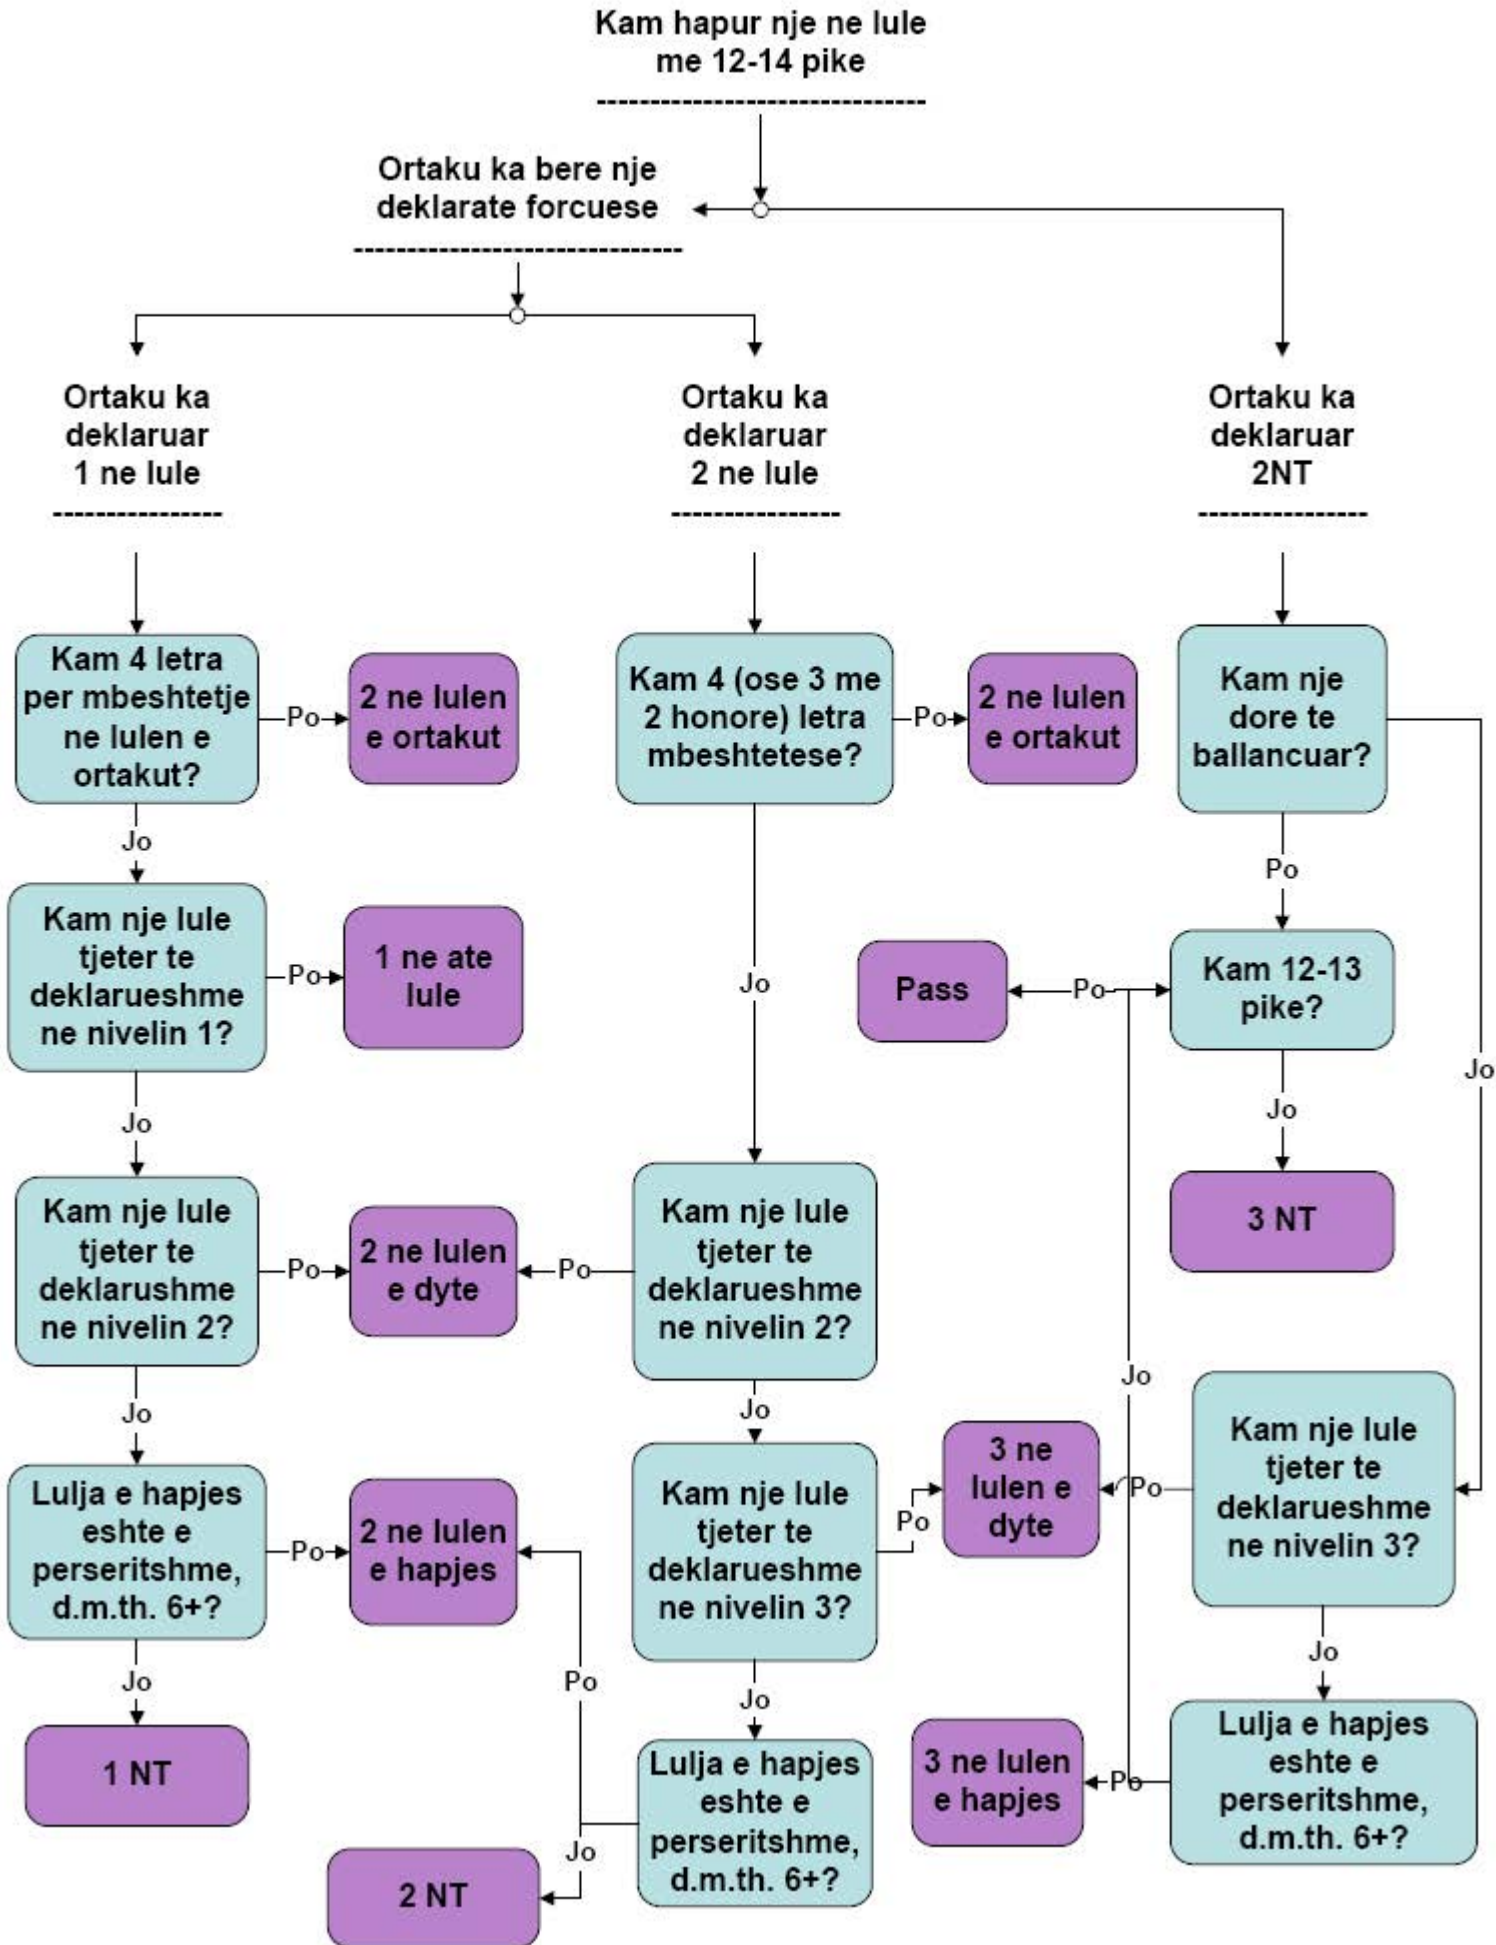 Kam hapur nje ne lule
me 12-14 pike
-------------------------------
Ortaku ka bere nje
deklarate forcuese
-------------------------------
Ortaku ka
deklaruar
1 ne lule
----------------
Ortaku ka
deklaruar
2 ne lule
----------------
Ortaku ka
deklaruar
2NT
----------------
Kam 4 letra
per mbeshtetje
ne lulen e
ortakut?
Po
2 ne lulen
e ortakut
Kam 4 (ose 3 me
2 honore) letra
mbeshtetese?
Po
2 ne lulen
e ortakut
Kam nje
dore te
ballancuar?
Jo
Po
Kam nje lule
tjeter te
deklarueshme
ne nivelin 1?
Po
1 ne ate
lule
Jo
Pass
Po
Kam 12-13
pike?
Jo
Jo
Jo
3 NT
Kam nje lule
tjeter te
deklarushme
ne nivelin 2?
Po
2 ne lulen
e dyte
Po
Kam nje lule
tjeter te
deklarueshme
ne nivelin 2?
Jo
Jo
Jo
Lulja e hapjes
eshte e
perseritshme,
d.m.th. 6+?
Po
2 ne lulen
e hapjes
Kam nje lule
tjeter te
deklarueshme
ne nivelin 3?
Po
3 ne
lulen e
dyte
Po
Kam nje lule
tjeter te
deklarueshme
ne nivelin 3?
Jo
Po
Jo
Jo
1 NT
Lulja e hapjes
eshte e
perseritshme,
d.m.th. 6+?
Jo
2 NT
3 ne lulen
e hapjes
Po
Lulja e hapjes
eshte e
perseritshme,
d.m.th. 6+?